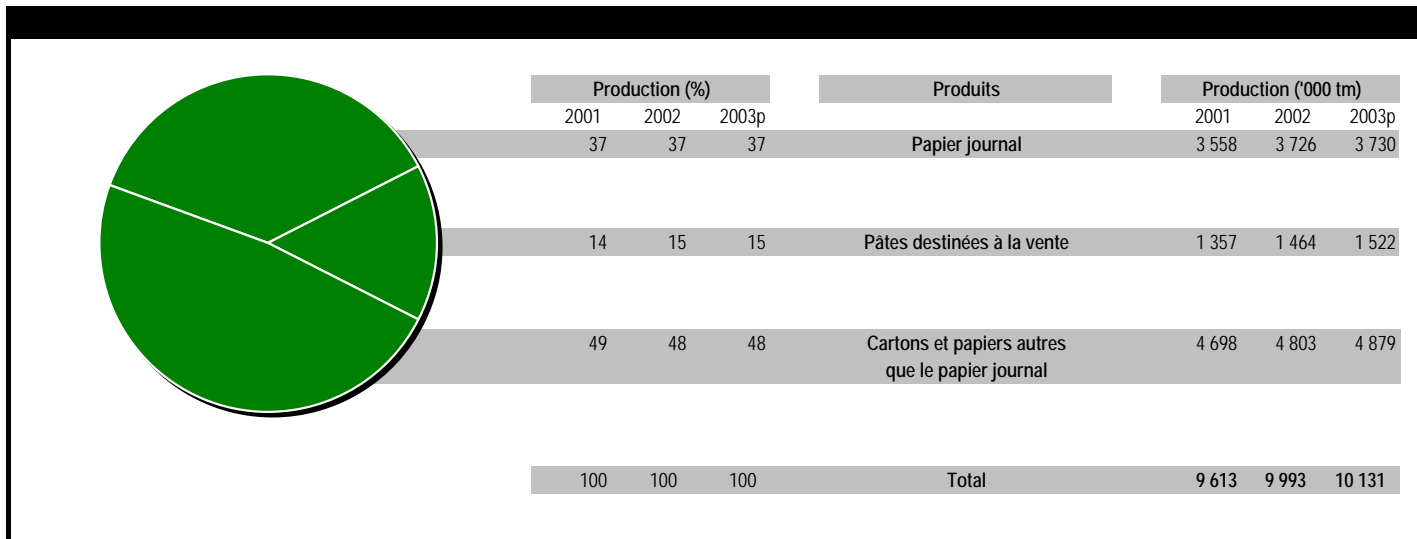 Production (%) Produits Production ('000 tm)
2001 2002 2003p 2001 2002 2003p
37 37 37 Papier journal 3 558 3 726 3 730
14 15 15 Pâtes destinées à la vente 1 357 1 464 1 522
49 48 48 Cartons et papiers autres 4 698 4 803 4 879
que le papier journal
100 100 100 Total 9 613 9 993 10 131